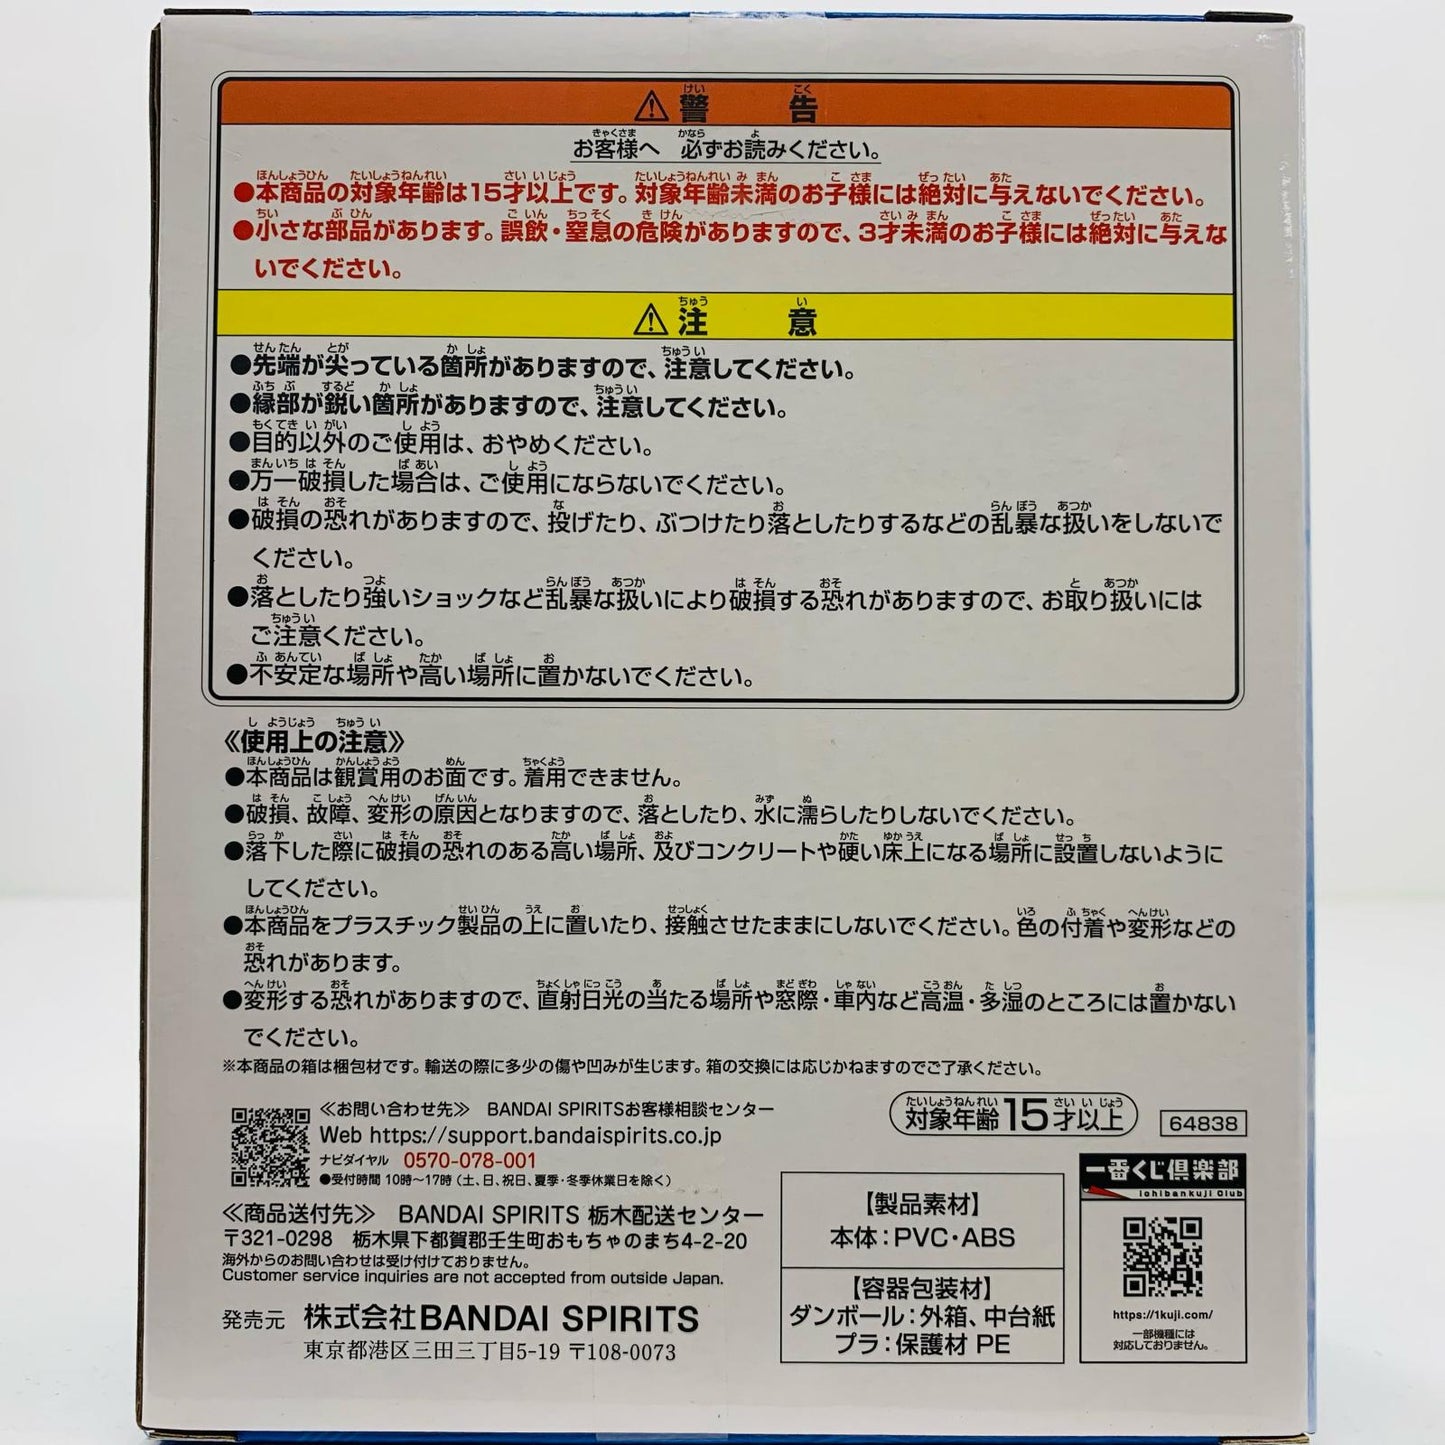 ⚠警告
お客様へ 必ずお読みください。
●本商品の対象年齢は15才以上です。対象年齢未満のお子様には絶対に与えないでください。
●小さな部品があります。誤飲・窒息の危険がありますので、3才未満のお子様には絶対に与えな
いでください。
⚠注意
●先端が尖っている箇所がありますので、注意してください。
●縁部が鋭い箇所がありますので、注意してください。
●目的以外のご使用は、おやめください。
●万一破損した場合は、ご使用にならないでください。
●破損の恐れがありますので、投げたり、ぶつけたり落としたりするなどの乱暴な扱いをしないで
ください。
●落としたり強いショックなど乱暴な扱いにより破損する恐れがありますので、お取り扱いには
ご注意ください。
●不安定な場所や高い場所に置かないでください。
《使用上の注意》
●本商品は観賞用のお面です。着用できません。
●破損、故障、変形の原因となりますので、落としたり、水に濡らしたりしないでください。
●落下した際に破損の恐れのある高い場所、及びコンクリートや硬い床上になる場所に設置しないように
してください。
●本商品をプラスチック製品の上に置いたり、接触させたままにしないでください。色の付着や変形などの
恐れがあります。
●変形する恐れがありますので、直射日光の当たる場所や窓際・車内など高温・多湿のところには置かない
でください。
※本商品の箱は梱包材です。輸送の際に多少の傷や凹みが生じます。箱の交換には応じかねますのでご了承ください。
≪お問い合わせ先≫ BANDAI SPIRITSお客様相談センター
Web https://support.bandaispirits.co.jp
ナビダイヤル 0570-078-001
●受付時間 10時〜17時(土、日、祝日、夏季・冬季休業日を除く)
対象年齢15才以上
64838
≪商品送付先≫ BANDAI SPIRITS 栃木配送センター
〒321-0298 栃木県下都賀郡壬生町おもちゃのまち4-2-20
海外からのお問い合わせは受け付けておりません。
Customer service inquiries are not accepted from outside Japan.
発売元 株式会社BANDAI SPIRITS
東京都港区三田三丁目5-19 〒108-0073
【製品素材】
本体:PVC・ABS
【容器包装材】
ダンボール:外箱、中台紙
プラ:保護材 PE
一番くじ倶楽部
Ichibankuji Club
https://1kuji.com/
一部機種には
対応しておりません。